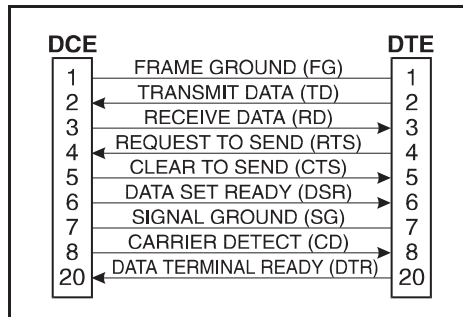 DCE DTE
1 FRAME GROUND (FG) 1
2 TRANSMIT DATA (TD) 2
3 RECEIVE DATA (RD) 3
4 REQUEST TO SEND (RTS) 4
5 CLEAR TO SEND (CTS) 5
6 DATA SET READY (DSR) 6
7 SIGNAL GROUND (SG) 7
8 CARRIER DETECT (CD) 8
20 DATA TERMINAL READY (DTR) 20